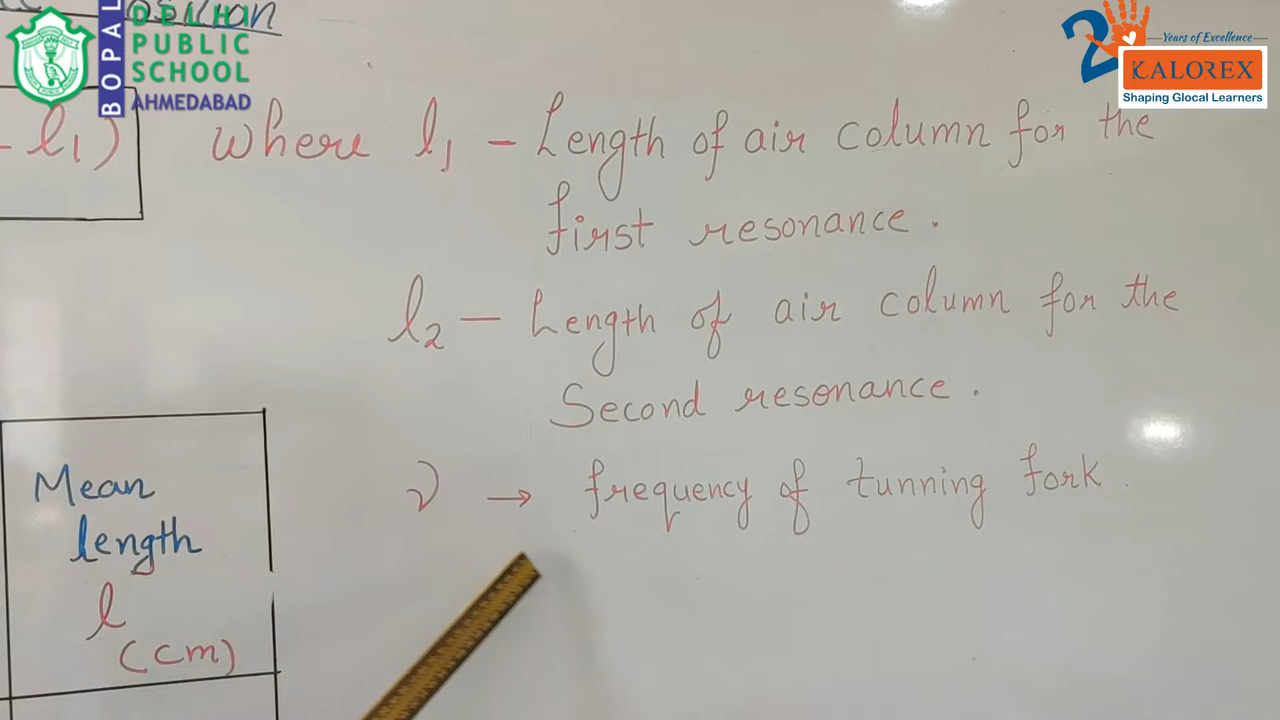 DELHI
PUBLIC
SCHOOL
BOPAL
AHMEDABAD
2
Years of Excellence
KALOREX
Shaping Glocal Learners
- l₁) where l₁ - Length of air column for the
first resonance.
l₂ - Length of air column for the
Second resonance.
ν → frequency of tunning fork.
Mean
length
l
(cm)